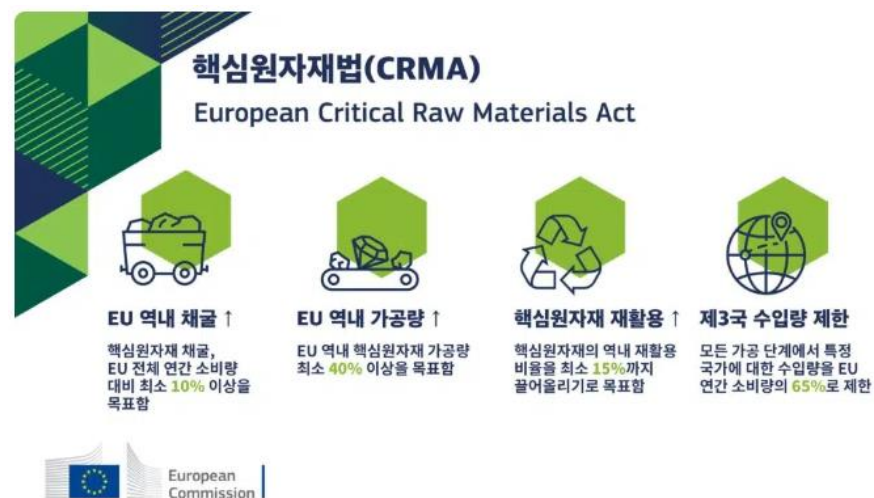 핵심원자재법(CRMA)
European Critical Raw Materials Act
EU 역내 채굴 ↑
핵심원자재 채굴,
EU 전체 연간 소비량
대비 최소 10% 이상을
목표함
EU 역내 가공량 ↑
EU 역내 핵심원자재 가공량
최소 40% 이상을 목표함
핵심원자재 재활용 ↑
핵심원자재의 역내 재활용
비율을 최소 15%까지
끌어올리기로 목표함
제3국 수입량 제한
모든 가공 단계에서 특정
국가에 대한 수입량을 EU
연간 소비량의 65%로 제한
European
Commission